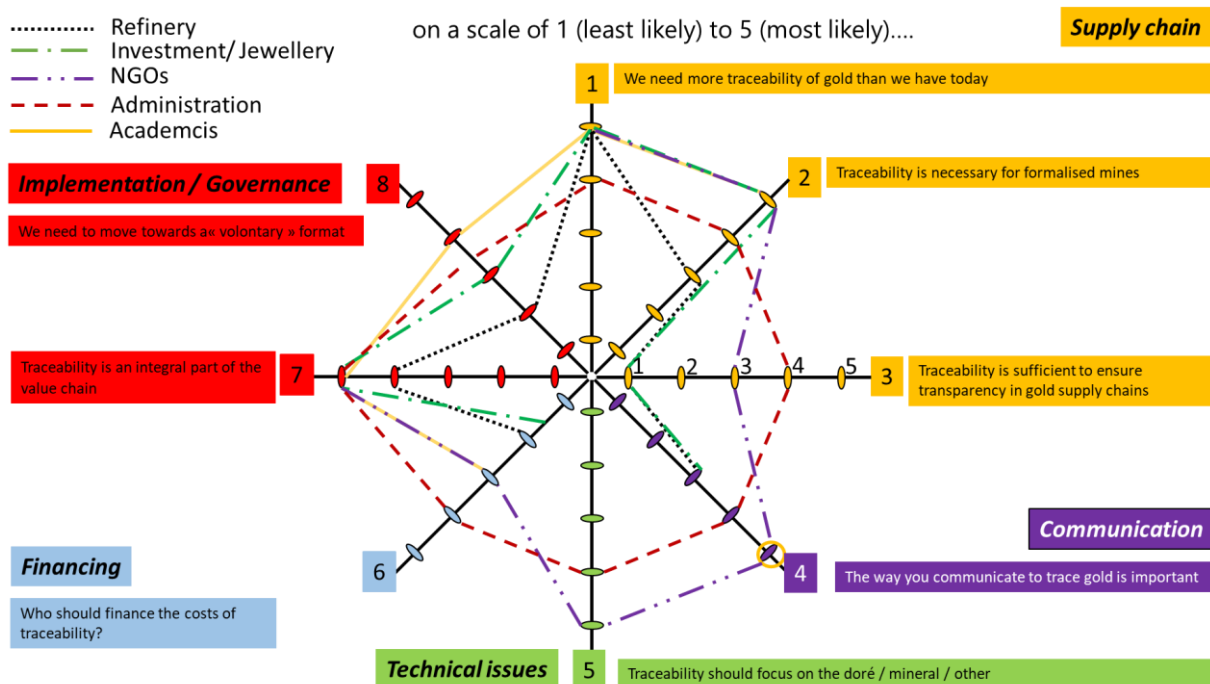 on a scale of 1 (least likely) to 5 (most likely)....
Refinery
Investment/ Jewellery
NGOs
Administration
Academcis
Supply chain
1
We need more traceability of gold than we have today
2
Traceability is necessary for formalised mines
Implementation / Governance
8
We need to move towards a« volontary » format
7
Traceability is an integral part of the
value chain
1 2 3 4 5
3
Traceability is sufficient to ensure
transparency in gold supply chains
Communication
4
The way you communicate to trace gold is important
Financing
6
Who should finance the costs of
traceability?
Technical issues
5
Traceability should focus on the doré / mineral / other